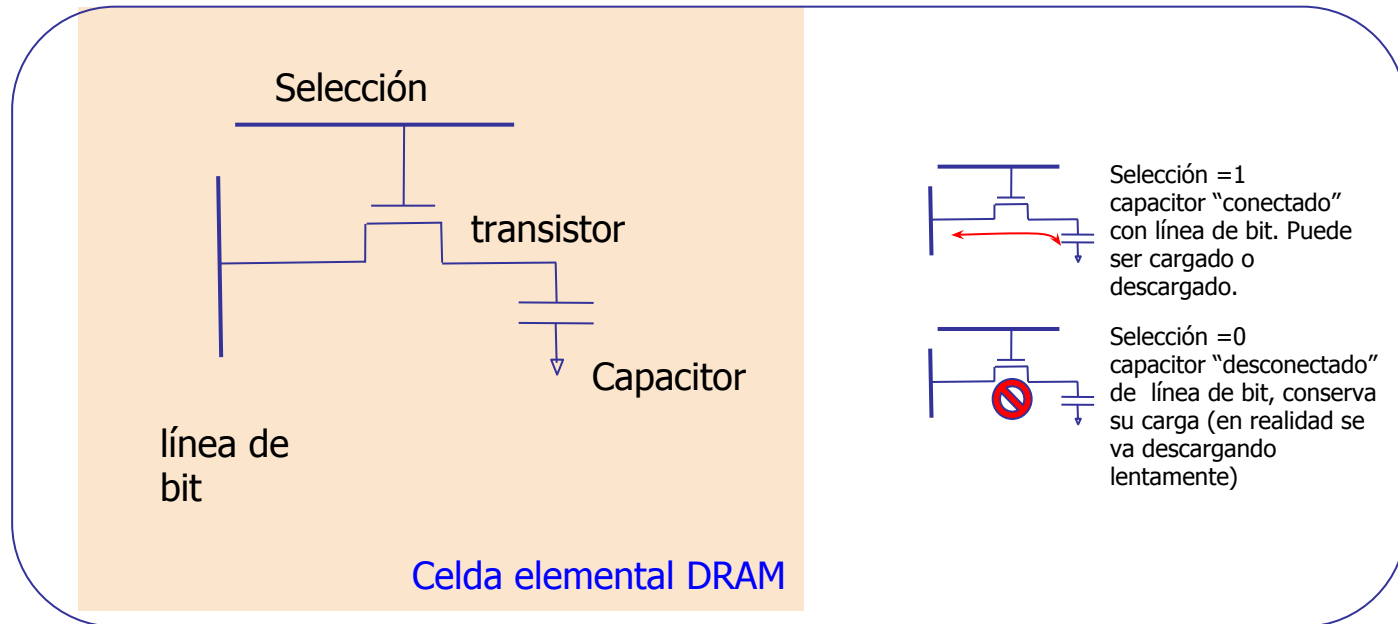 Selección
transistor
Capacitor
línea de
bit
Celda elemental DRAM
Selección =1
capacitor “conectado”
con línea de bit. Puede
ser cargado o
descargado.
Selección =0
capacitor “desconectado”
de línea de bit, conserva
su carga (en realidad se
va descargando
lentamente)